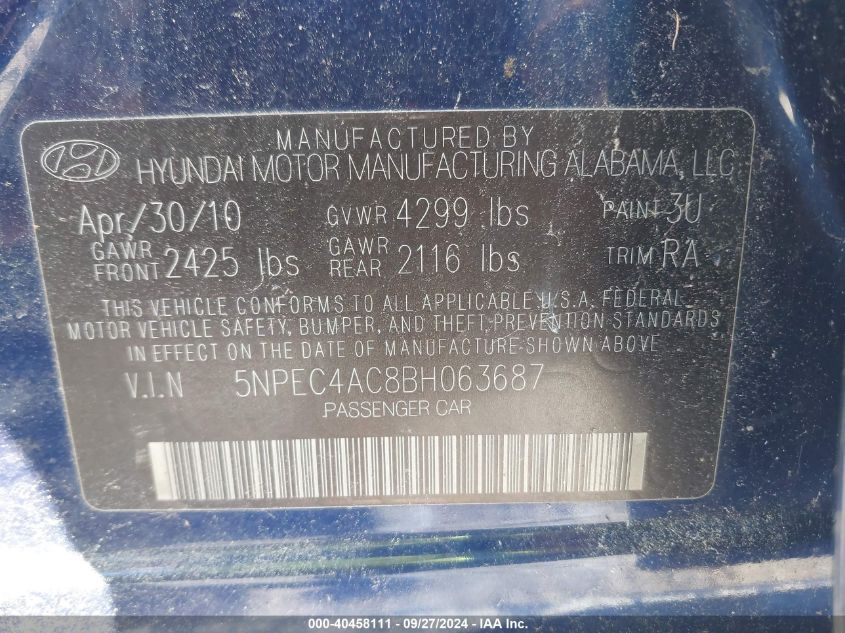 MANUFACTURED BY
HYUNDAI MOTOR MANUFACTURING ALABAMA, LLC
Apr/30/10 GVWR 4299 lbs PAINT 3U
GAWR FRONT 2425 lbs GAWR REAR 2116 lbs TRIM RA
THIS VEHICLE CONFORMS TO ALL APPLICABLE U.S.A. FEDERAL
MOTOR VEHICLE SAFETY, BUMPER, AND THEFT PREVENTION STANDARDS
IN EFFECT ON THE DATE OF MANUFACTURE SHOWN ABOVE
V.I.N 5NPEC4AC8BH063687
PASSENGER CAR
000-40458111 - 09/27/2024 - IAA Inc.